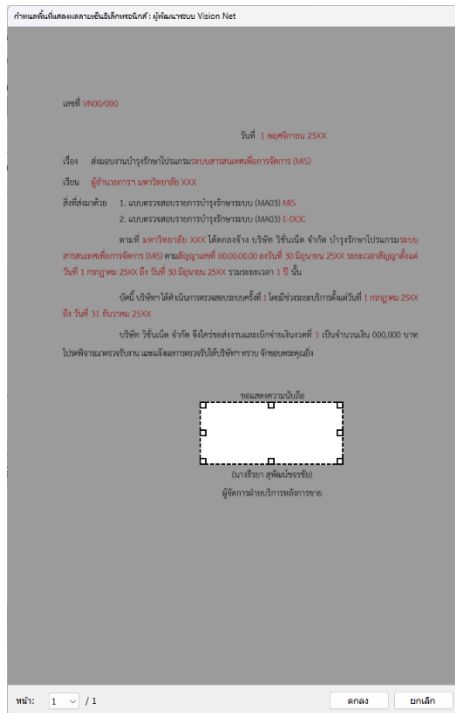 กำหนดพื้นที่แสดงผลลายเซ็นอิเล็กทรอนิกส์ : ผู้พัฒนาระบบ Vision Net
เลขที่ VN00/000
วันที่ 1 พฤศจิกายน 25XX
เรื่อง ส่งมอบงานบำรุงรักษาโปรแกรมระบบสารสนเทศเพื่อการจัดการ (MIS)
เรียน ผู้อำนวยการฯ มหาวิทยาลัย XXX
สิ่งที่ส่งมาด้วย 1. แบบตรวจสอบรายการบำรุงรักษาระบบ (MA03) MIS
2. แบบตรวจสอบรายการบำรุงรักษาระบบ (MA03) E-DOC
ตามที่ มหาวิทยาลัย XXX ได้ตกลงจ้าง บริษัท วิชั่นเน็ต จำกัด บำรุงรักษาโปรแกรมระบบ
สารสนเทศเพื่อการจัดการ (MIS) ตามสัญญาเลขที่ 00.00.00.00 ลงวันที่ 30 มิถุนายน 25XX ระยะเวลาสัญญาตั้งแต่
วันที่ 1 กรกฎาคม 25XX ถึง วันที่ 30 มิถุนายน 25XX รวมระยะเวลา 1 ปี นั้น
บัดนี้ บริษัทฯ ได้ดำเนินการตรวจสอบระบบครั้งที่ 1 โดยมีช่วงระยะบริการตั้งแต่วันที่ 1 กรกฎาคม 25XX
ถึง วันที่ 31 ธันวาคม 25XX
บริษัท วิชั่นเน็ต จำกัด จึงใคร่ขอส่งงานและเบิกจ่ายเงินงวดที่ 1 เป็นจำนวนเงิน 000,000 บาท
โปรดพิจารณาตรวจรับงาน และแจ้งผลการตรวจรับให้บริษัทฯ ทราบ จักขอบพระคุณยิ่ง
ขอแสดงความนับถือ
(นางธีรยา สุพัฒน์ขจรชัย)
ผู้จัดการฝ่ายบริการหลังการขาย
หน้า: 1 / 1 ตกลง ยกเลิก